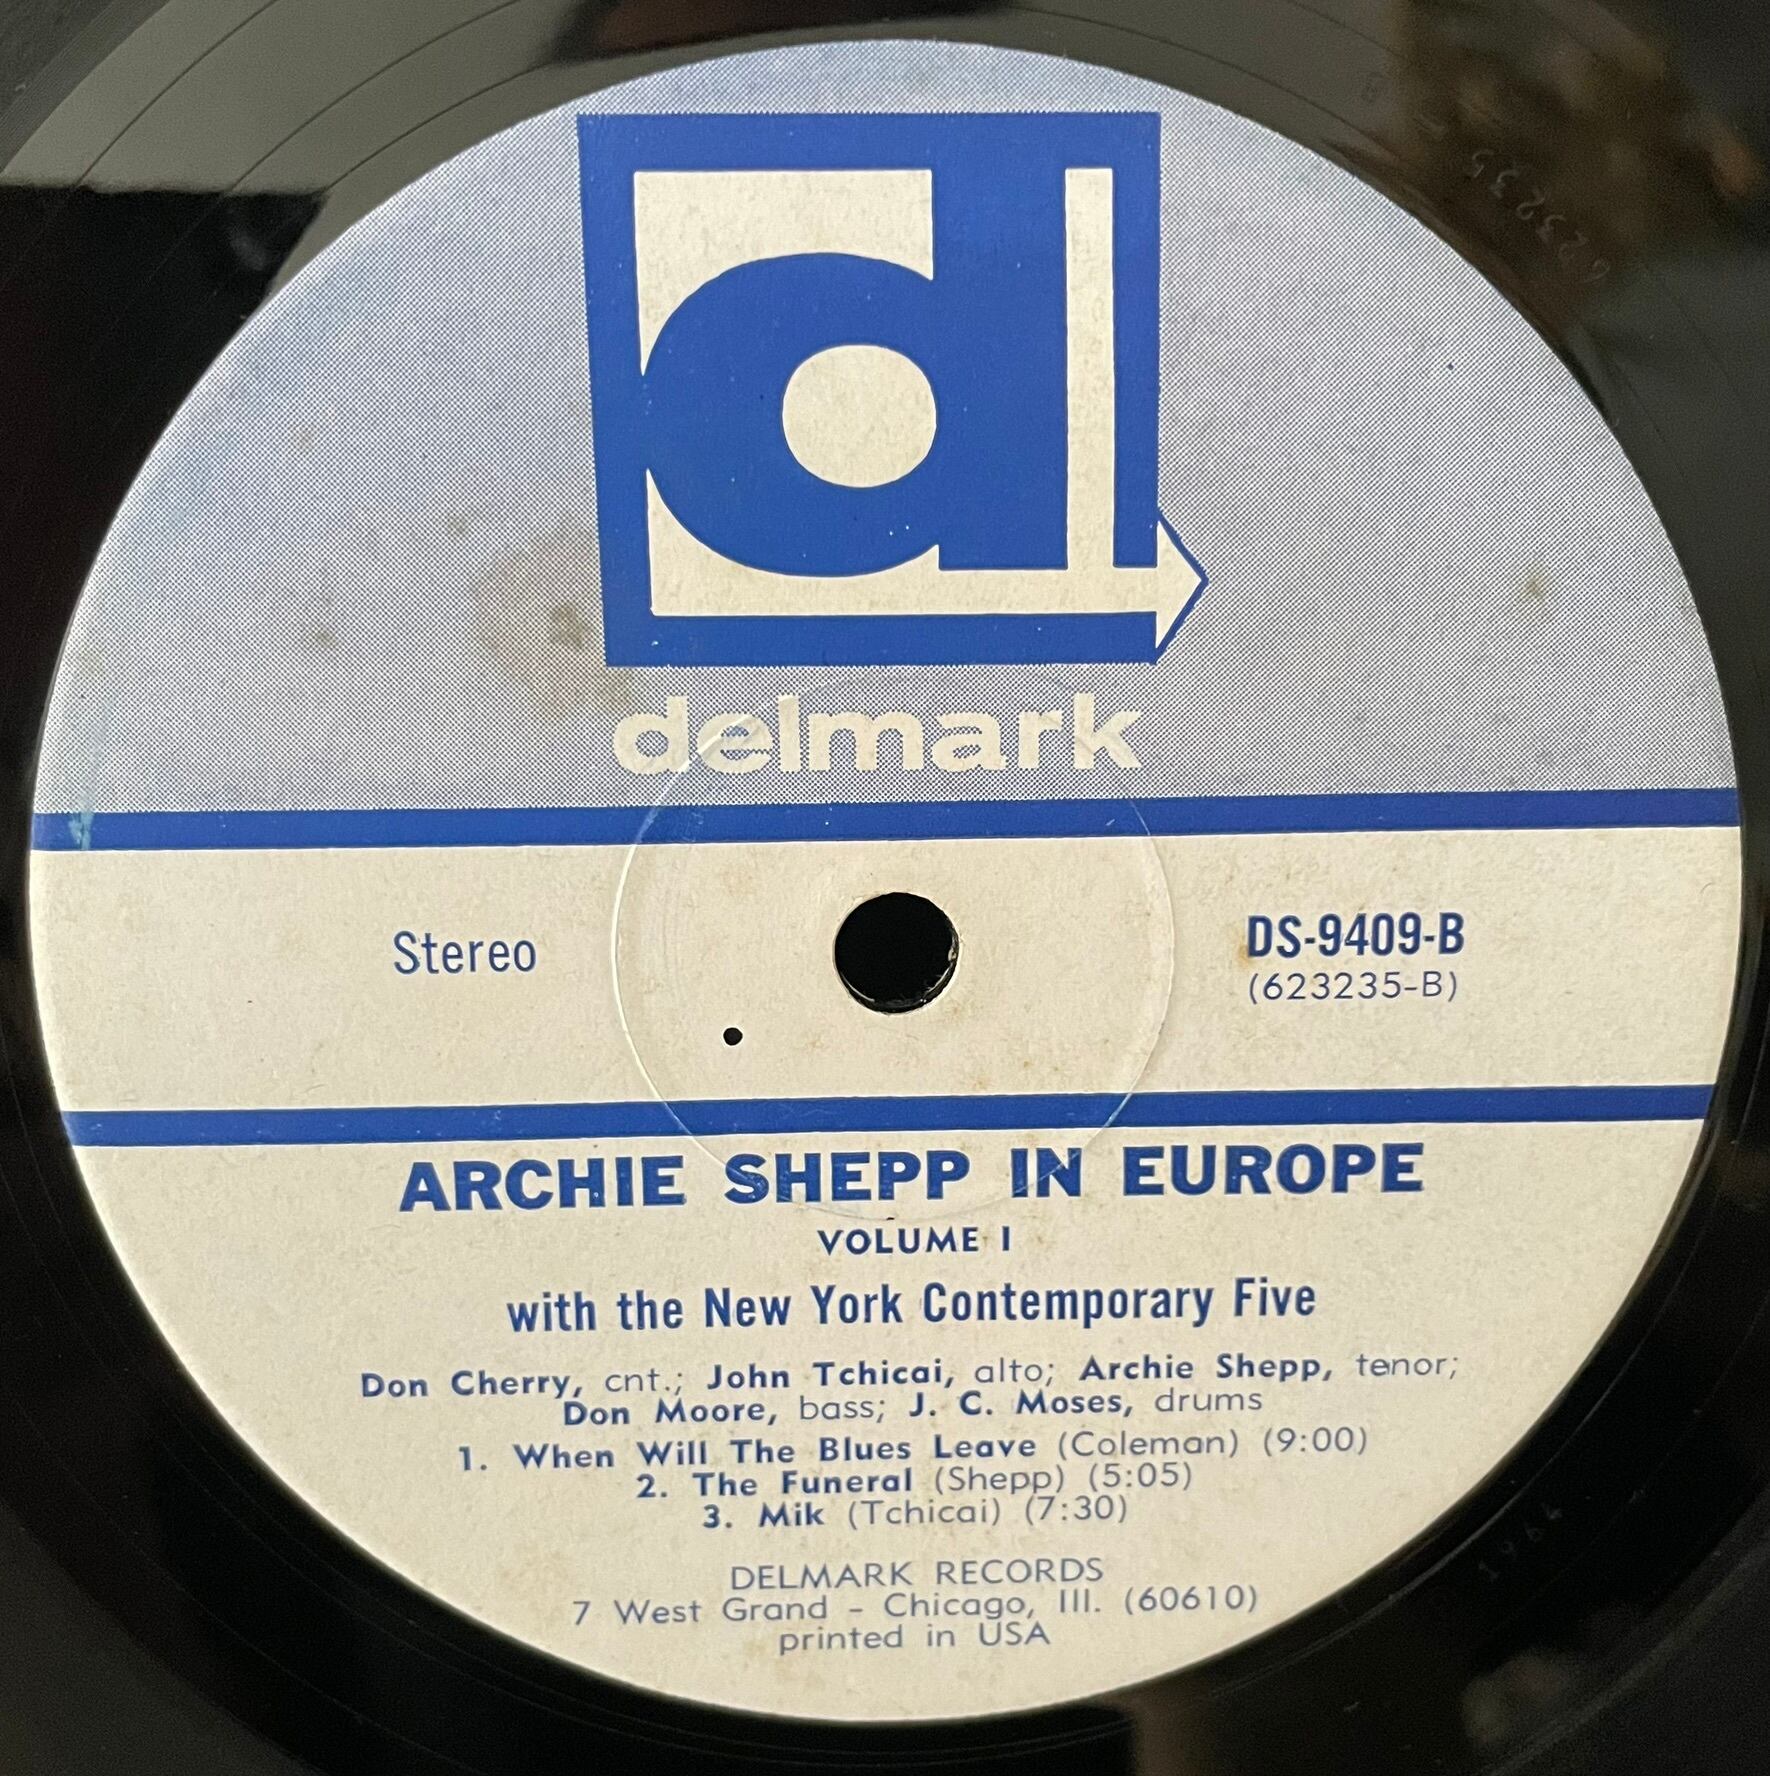 d
delmark
Stereo
DS-9409-B
(623235-B)
ARCHIE SHEPP IN EUROPE
VOLUME I
with the New York Contemporary Five
Don Cherry, cnt.; John Tchicai, alto; Archie Shepp, tenor;
Don Moore, bass; J. C. Moses, drums
1. When Will The Blues Leave (Coleman) (9:00)
2. The Funeral (Shepp) (5:05)
3. Mik (Tchicai) (7:30)
DELMARK RECORDS
7 West Grand - Chicago, Ill. (60610)
printed in USA